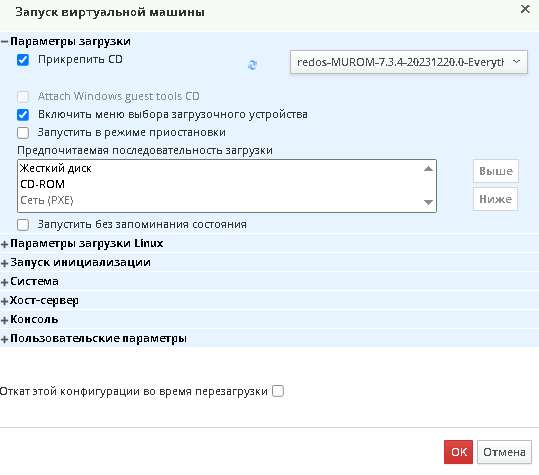 Запуск виртуальной машины
Параметры загрузки
Прикрепить CD
redos-MUROM-7.3.4-20231220.0-Everyth
Attach Windows guest tools CD
Включить меню выбора загрузочного устройства
Запустить в режиме приостановки
Предпочитаемая последовательность загрузки
Жесткий диск
CD-ROM
Сеть (PXE)
Выше
Ниже
Запустить без запоминания состояния
Параметры загрузки Linux
Запуск инициализации
Система
Хост-сервер
Консоль
Пользовательские параметры
Откат этой конфигурации во время перезагрузки
OK
Отмена